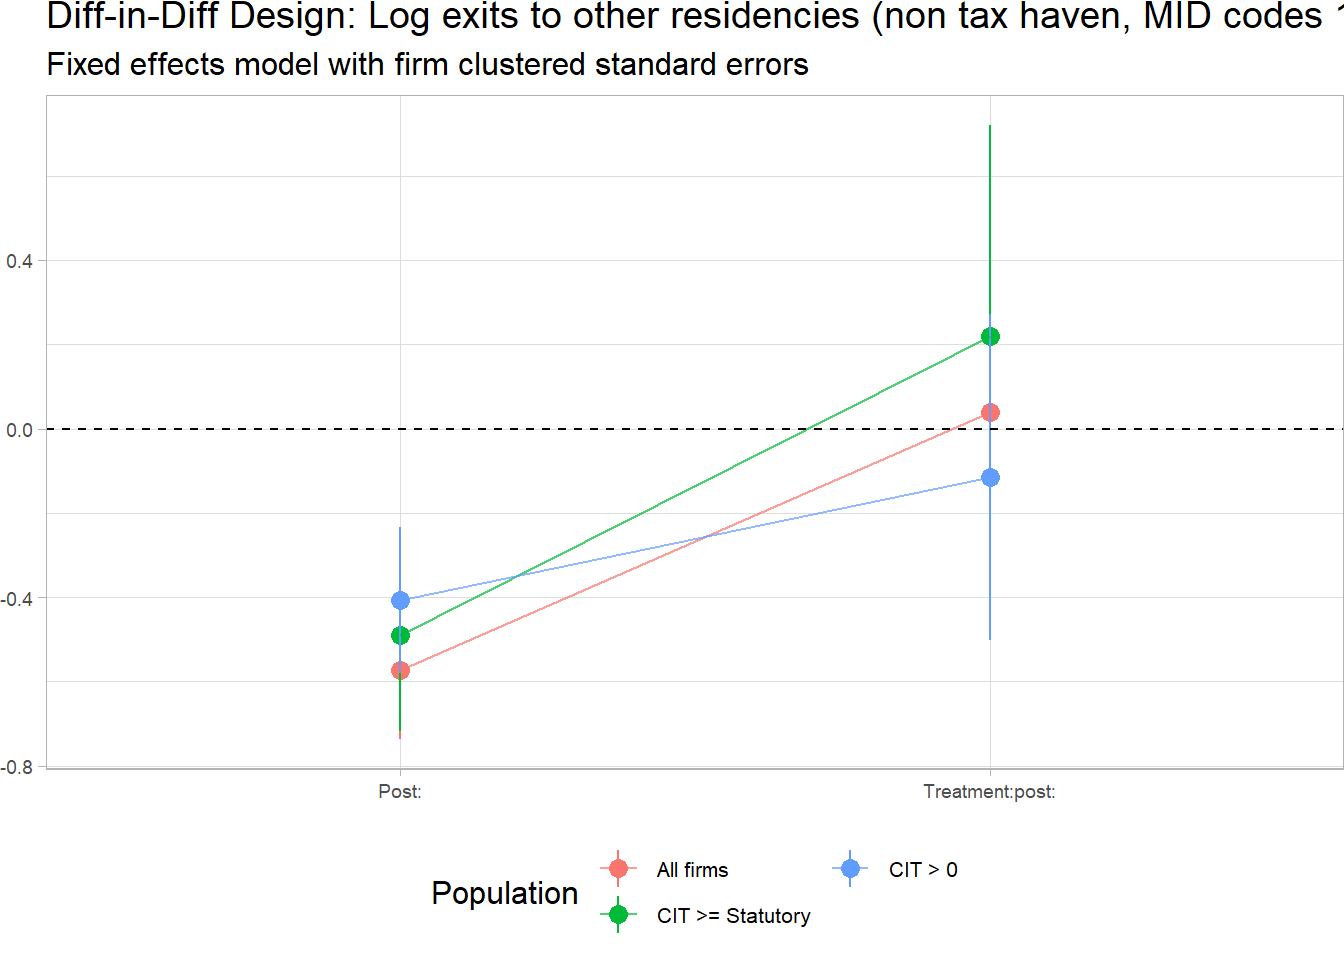 Diff-in-Diff Design: Log exits to other residencies (non tax haven, MID codes 1
Fixed effects model with firm clustered standard errors
0.4
0.0
-0.4
-0.8
Post:
Treatment:post:
Population
All firms
CIT > 0
CIT >= Statutory